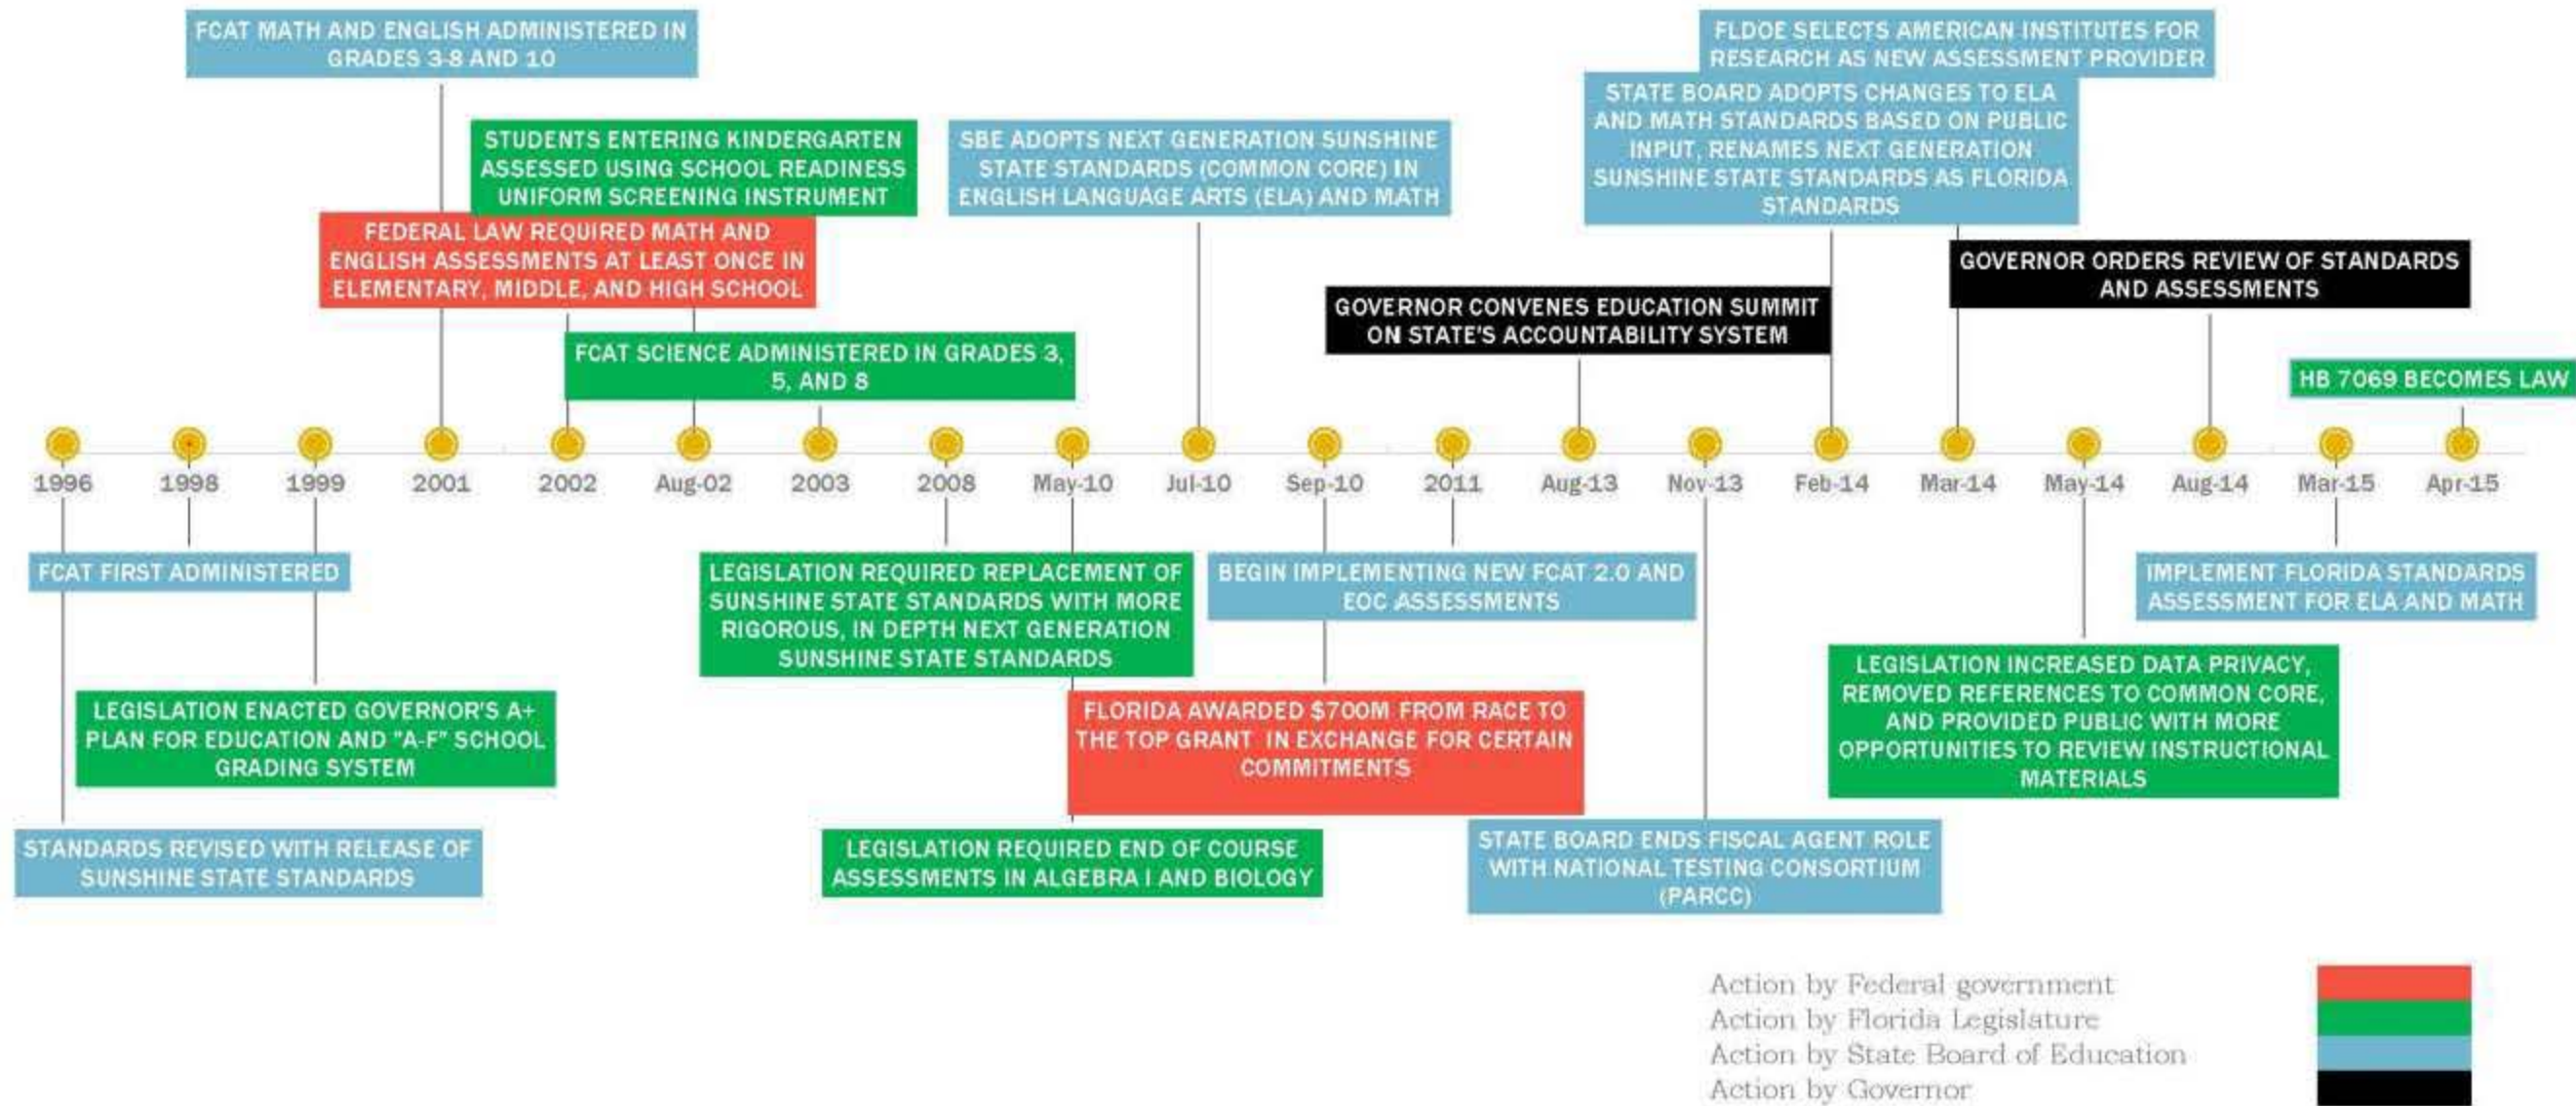 FCAT MATH AND ENGLISH ADMINISTERED IN
GRADES 3-8 AND 10
FLDOE SELECTS AMERICAN INSTITUTES FOR
RESEARCH AS NEW ASSESSMENT PROVIDER
STATE BOARD ADOPTS CHANGES TO ELA
AND MATH STANDARDS BASED ON PUBLIC
INPUT, RENAMES NEXT GENERATION
SUNSHINE STATE STANDARDS AS FLORIDA
STANDARDS
STUDENTS ENTERING KINDERGARTEN
ASSESSED USING SCHOOL READINESS
UNIFORM SCREENING INSTRUMENT
SBE ADOPTS NEXT GENERATION SUNSHINE
STATE STANDARDS (COMMON CORE) IN
ENGLISH LANGUAGE ARTS (ELA) AND MATH
FEDERAL LAW REQUIRED MATH AND
ENGLISH ASSESSMENTS AT LEAST ONCE IN
ELEMENTARY, MIDDLE, AND HIGH SCHOOL
GOVERNOR ORDERS REVIEW OF STANDARDS
AND ASSESSMENTS
GOVERNOR CONVENES EDUCATION SUMMIT
ON STATE'S ACCOUNTABILITY SYSTEM
FCAT SCIENCE ADMINISTERED IN GRADES 3,
5, AND 8
HB 7069 BECOMES LAW
1996 1998 1999 2001 2002 Aug-02 2003 2008 May-10 Jul-10 Sep-10 2011 Aug-13 Nov-13 Feb-14 Mar-14 May-14 Aug-14 Mar-15 Apr-15
FCAT FIRST ADMINISTERED
LEGISLATION REQUIRED REPLACEMENT OF
SUNSHINE STATE STANDARDS WITH MORE
RIGOROUS, IN DEPTH NEXT GENERATION
SUNSHINE STATE STANDARDS
BEGIN IMPLEMENTING NEW FCAT 2.0 AND
EOC ASSESSMENTS
IMPLEMENT FLORIDA STANDARDS
ASSESSMENT FOR ELA AND MATH
LEGISLATION INCREASED DATA PRIVACY,
REMOVED REFERENCES TO COMMON CORE,
AND PROVIDED PUBLIC WITH MORE
OPPORTUNITIES TO REVIEW INSTRUCTIONAL
MATERIALS
LEGISLATION ENACTED GOVERNOR'S A+
PLAN FOR EDUCATION AND "A-F" SCHOOL
GRADING SYSTEM
FLORIDA AWARDED $700M FROM RACE TO
THE TOP GRANT IN EXCHANGE FOR CERTAIN
COMMITMENTS
STANDARDS REVISED WITH RELEASE OF
SUNSHINE STATE STANDARDS
LEGISLATION REQUIRED END OF COURSE
ASSESSMENTS IN ALGEBRA I AND BIOLOGY
STATE BOARD ENDS FISCAL AGENT ROLE
WITH NATIONAL TESTING CONSORTIUM
(PARCC)
Action by Federal government
Action by Florida Legislature
Action by State Board of Education
Action by Governor